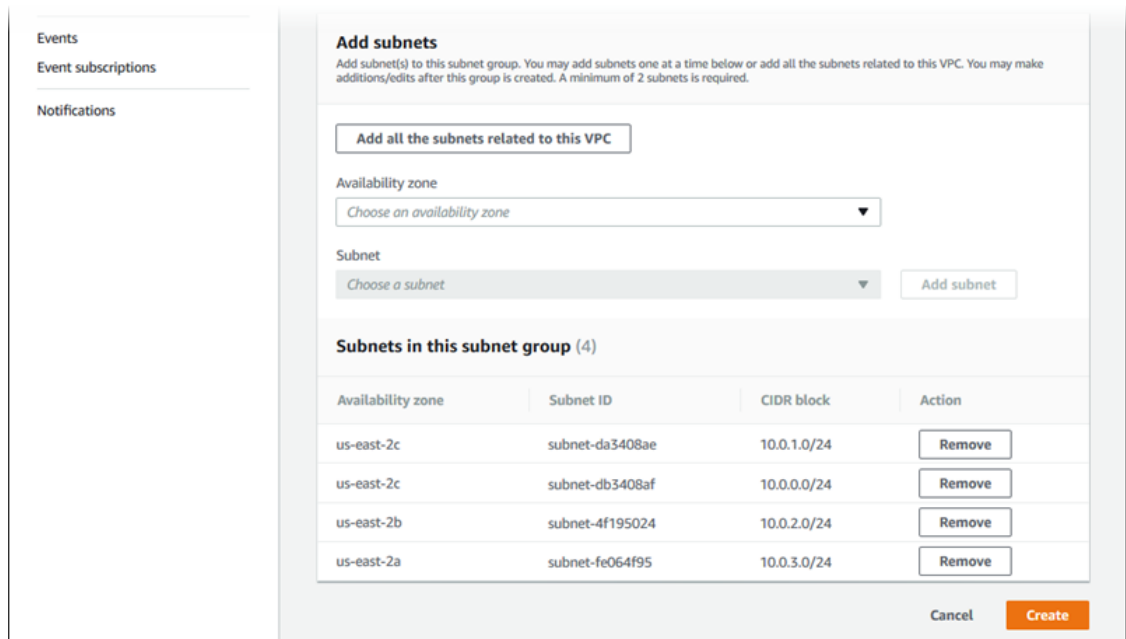 Events
Event subscriptions
Notifications
Add subnets
Add subnet(s) to this subnet group. You may add subnets one at a time below or add all the subnets related to this VPC. You may make
additions/edits after this group is created. A minimum of 2 subnets is required.
Add all the subnets related to this VPC
Availability zone
Choose an availability zone
Subnet
Choose a subnet
Add subnet
Subnets in this subnet group (4)
Availability zone Subnet ID CIDR block Action
us-east-2c subnet-da3408ae 10.0.1.0/24 Remove
us-east-2c subnet-db3408af 10.0.0.0/24 Remove
us-east-2b subnet-4f195024 10.0.2.0/24 Remove
us-east-2a subnet-fe064f95 10.0.3.0/24 Remove
Cancel Create